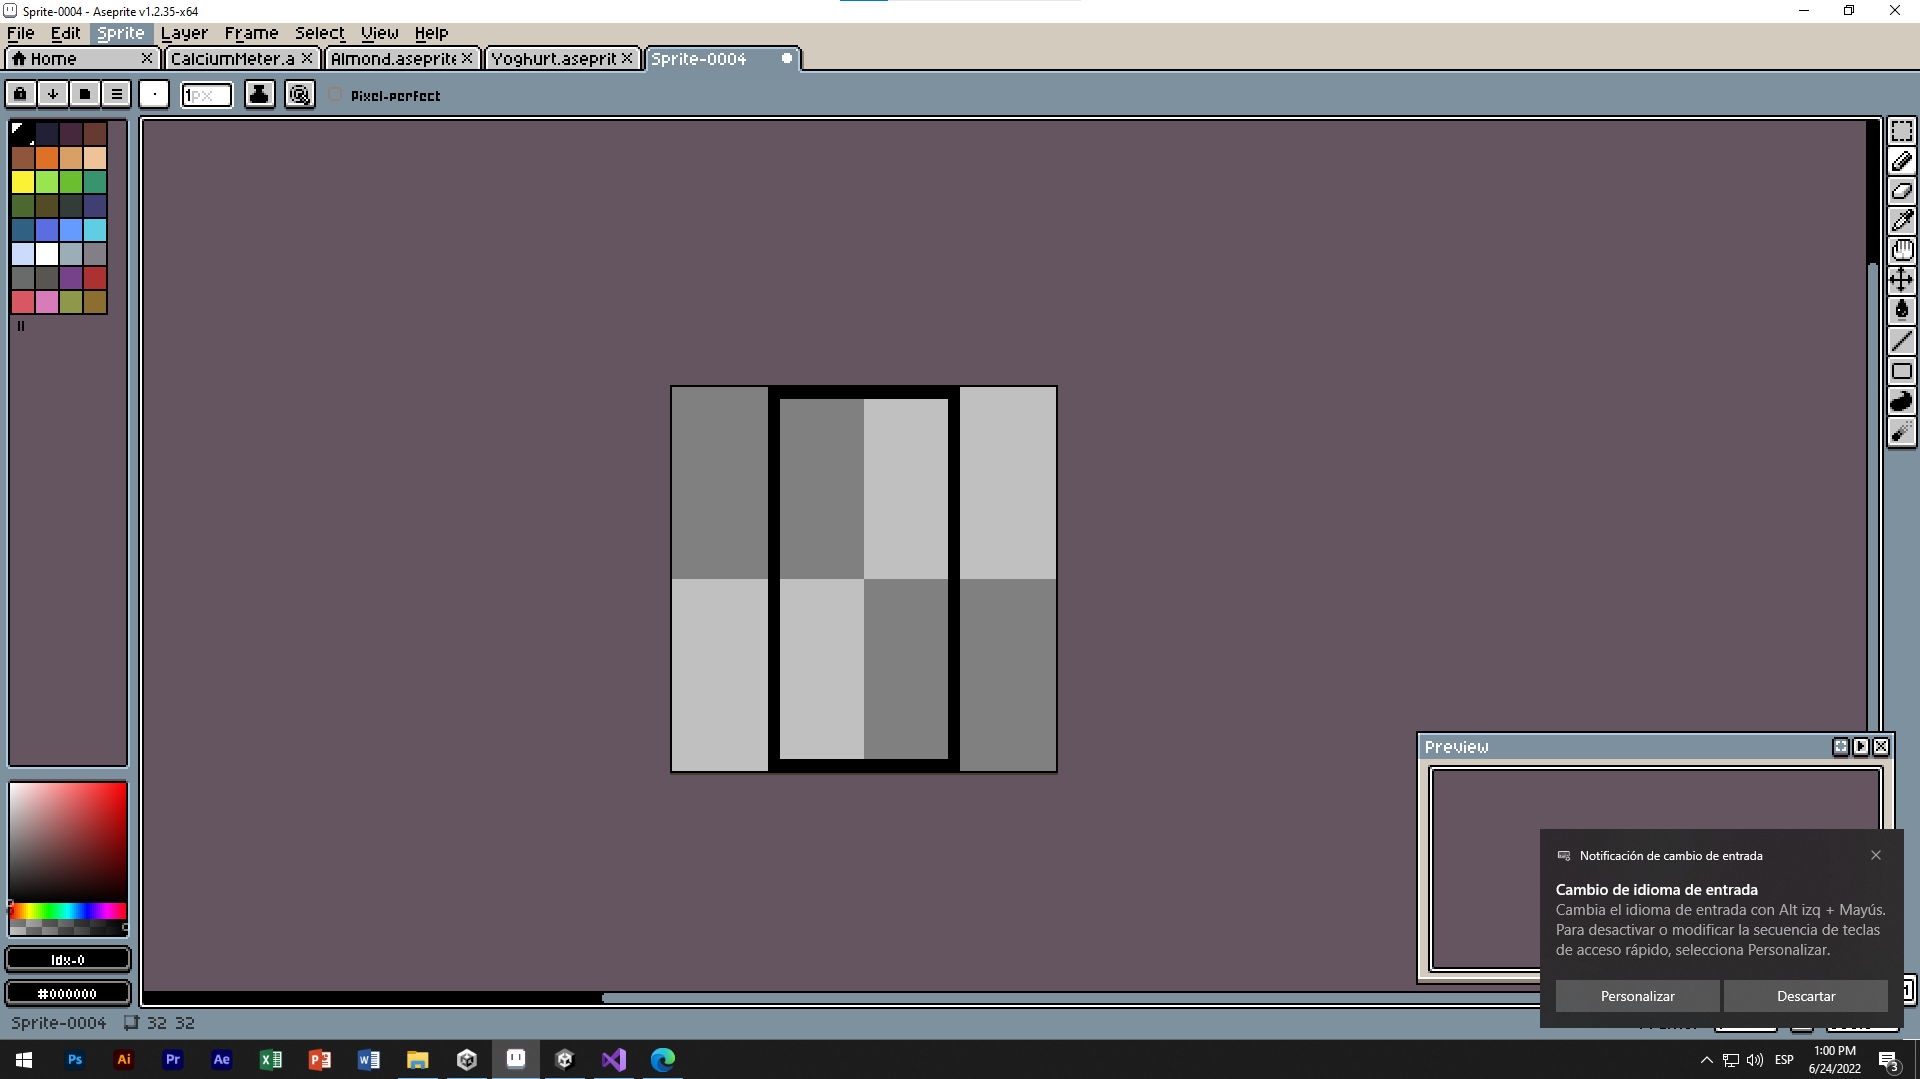 Sprite-0004 - Aseprite v1.2.35-x64
File Edit Sprite Layer Frame Select View Help
Home CalciumMeter.a Almond.aseprite Yoghurt.aseprit Sprite-0004
1px Pixel-perfect
Preview
Notificación de cambio de entrada
Cambio de idioma de entrada
Cambia el idioma de entrada con Alt izq + Mayús.
Para desactivar o modificar la secuencia de teclas
de acceso rápido, selecciona Personalizar.
Personalizar Descartar
Idx-0
#000000
Sprite-0004 32 32
Ps Ai Pr Ae
ESP
1:00 PM
6/24/2022
3